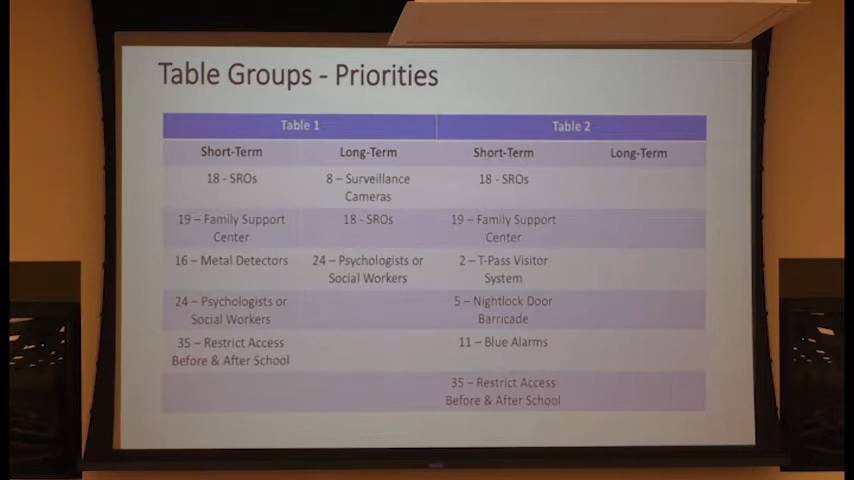 Table Groups - Priorities
Table 1 Table 2
Short-Term Long-Term Short-Term Long-Term
18 - SROs 8 – Surveillance Cameras 18 - SROs
19 – Family Support Center 18 - SROs 19 – Family Support Center
16 – Metal Detectors 24 – Psychologists or Social Workers 2 – T-Pass Visitor System
24 – Psychologists or Social Workers 5 – Nightlock Door Barricade
35 – Restrict Access Before & After School 11 – Blue Alarms
35 – Restrict Access Before & After School